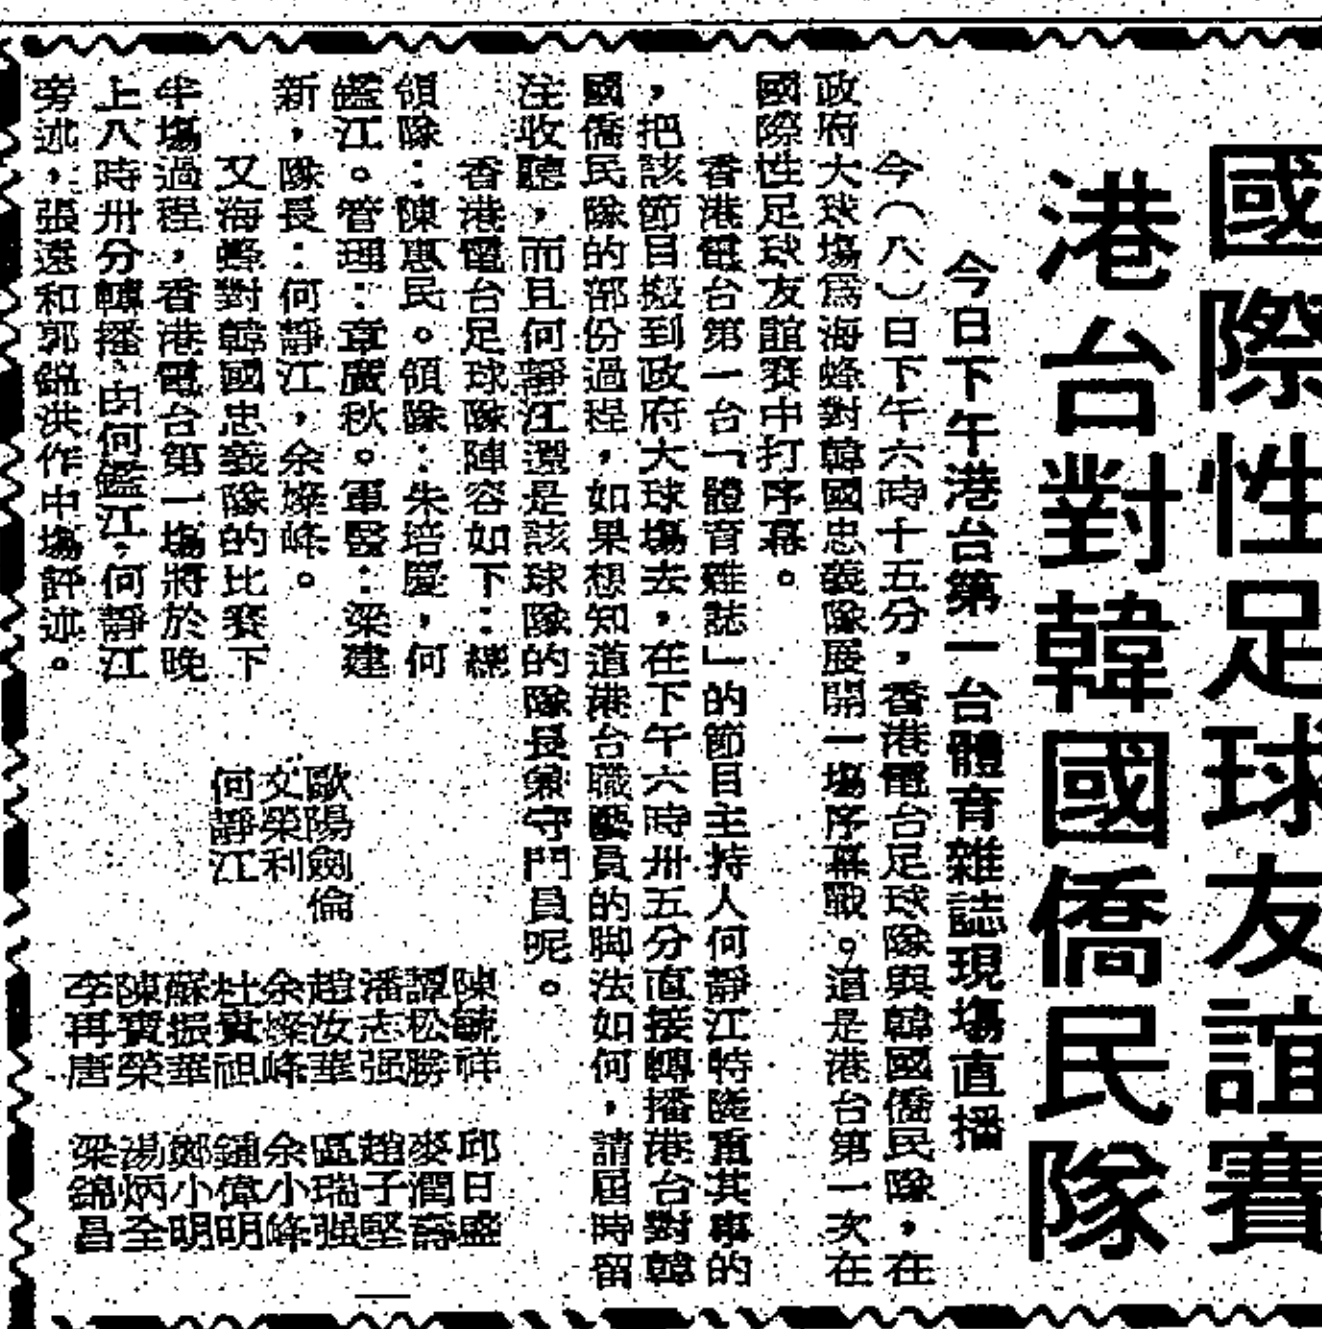 國際性足球友誼賽
港台對韓國僑民隊
今日下午港台第一台體育雜誌現場直播
今（八）日下午六時十五分，香港電台足球隊與韓國僑民隊，在
政府大球場爲海蜂對韓國忠義隊展開一場序幕戰。這是港台第一次在
國際性足球友誼賽中打序幕。
香港電台第一台「體育雜誌」的節目主持人何靜江特隆重其事的
，把該節目搬到政府大球場去，在下午六時卅五分直接轉播港台對韓
國僑民隊的部份過程，如果想知道港台職藝員的脚法如何，請屆時留
注收聽，而且何靜江還是該球隊的隊長兼守門員呢。
香港電台足球隊陣容如下：總
領隊：陳惠民。領隊：朱培慶，何
鑑江。管理：章廣秋。軍醫：梁建
新，隊長：何靜江，余燦峰。
又海蜂對韓國忠義隊的比賽下
半場過程，香港電台第一塲將於晚
上八時卅分轉播，由何鑑江，何靜江
旁述，張遠和郭錦洪作中塲評述。
歐陽劍倫
文榮利
何靜江
陳毓祥 邱日盛
譚松勝 麥潤壽
潘志强 趙子堅
趙汝華 區瑞强
余燦峰 余小峰
杜貴祖 鍾偉明
蘇振華 鄭小明
陳寶榮 湯炳全
李再唐 梁錦昌